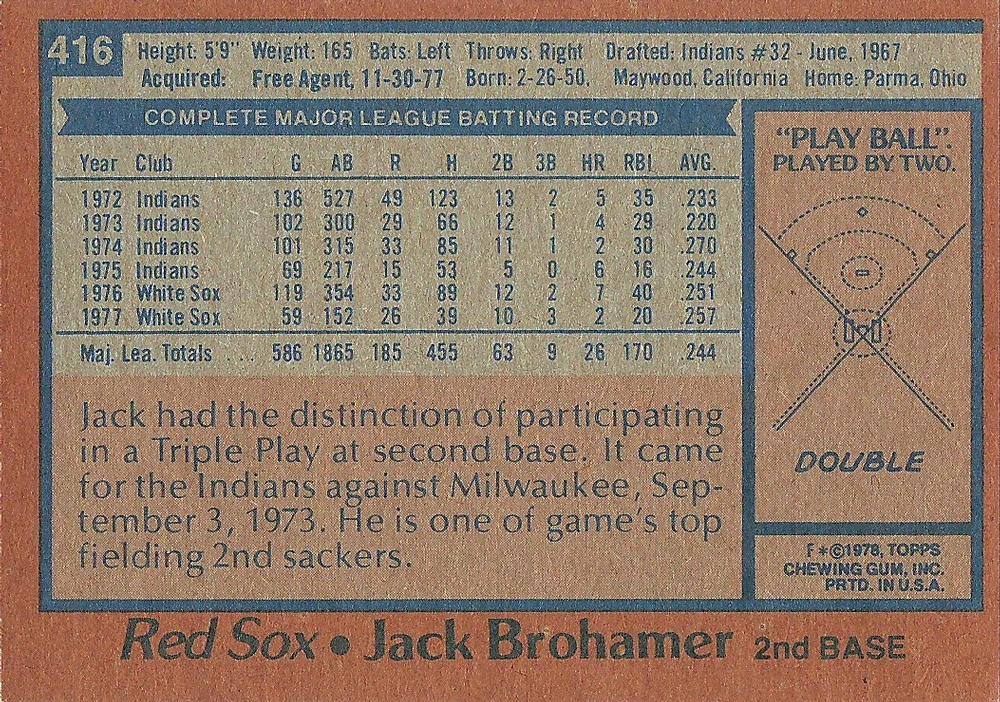 416
Height: 5'9" Weight: 165 Bats: Left Throws: Right Drafted: Indians #32 - June, 1967
Acquired: Free Agent, 11-30-77 Born: 2-26-50, Maywood, California Home: Parma, Ohio
COMPLETE MAJOR LEAGUE BATTING RECORD
Year Club G AB R H 2B 3B HR RBI AVG.
1972 Indians 136 527 49 123 13 2 5 35 .233
1973 Indians 102 300 29 66 12 1 4 29 .220
1974 Indians 101 315 33 85 11 1 2 30 .270
1975 Indians 69 217 15 53 5 0 6 16 .244
1976 White Sox 119 354 33 89 12 2 7 40 .251
1977 White Sox 59 152 26 39 10 3 2 20 .257
Maj. Lea. Totals .... 586 1865 185 455 63 9 26 170 .244
Jack had the distinction of participating
in a Triple Play at second base. It came
for the Indians against Milwaukee, Sep-
tember 3, 1973. He is one of game's top
fielding 2nd sackers.
"PLAY BALL".
PLAYED BY TWO.
DOUBLE
F*©1978, TOPPS
CHEWING GUM, INC.
PRTD. IN U.S.A.
Red Sox • Jack Brohamer 2nd BASE